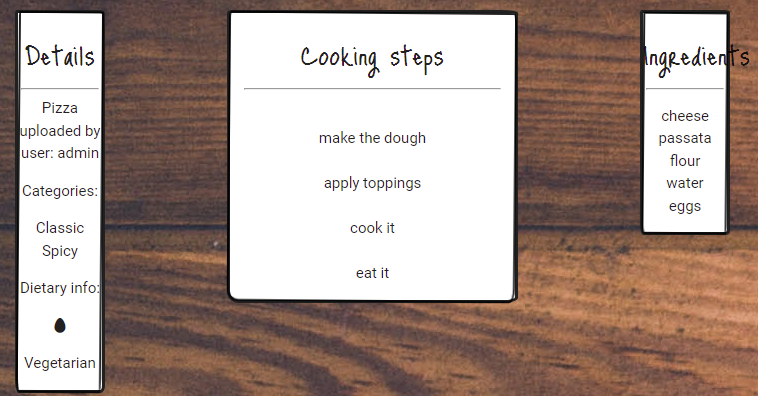 Details
Pizza
uploaded by
user: admin
Categories:
Classic
Spicy
Dietary info:
Vegetarian
Cooking steps
make the dough
apply toppings
cook it
eat it
Ingredients
cheese
passata
flour
water
eggs